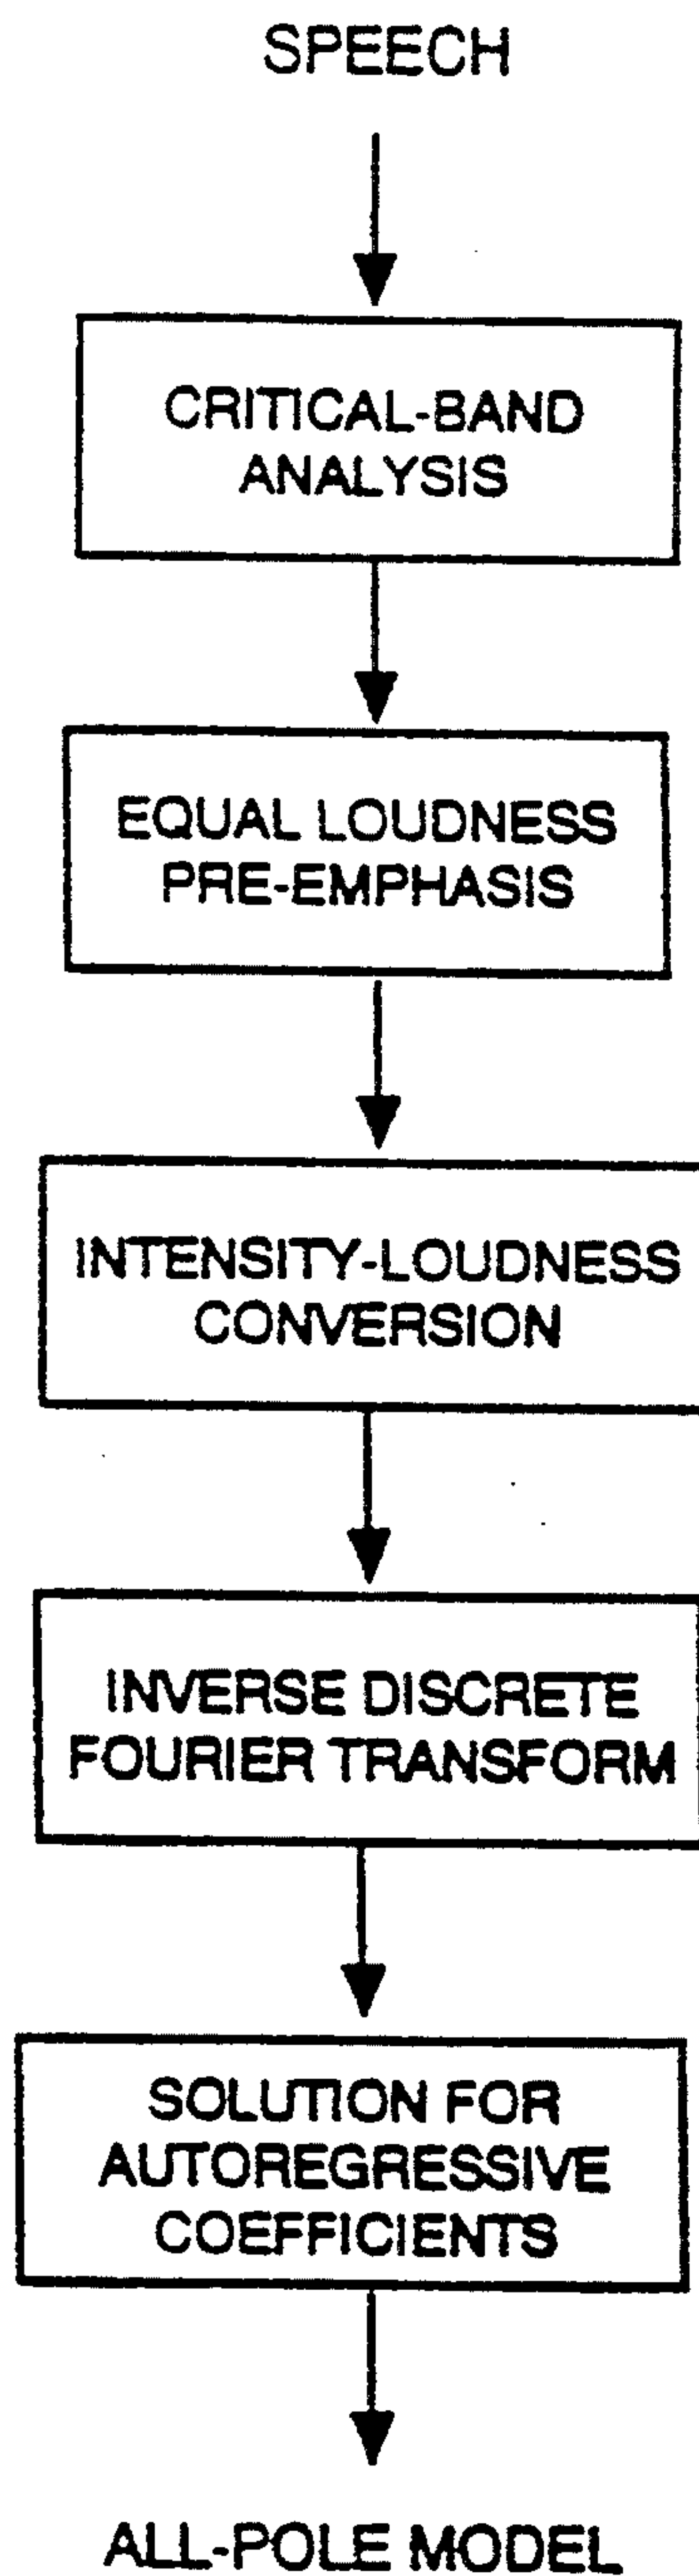 SPEECH
CRITICAL-BAND
ANALYSIS
EQUAL LOUDNESS
PRE-EMPHASIS
INTENSITY-LOUDNESS
CONVERSION
INVERSE DISCRETE
FOURIER TRANSFORM
SOLUTION FOR
AUTOREGRESSIVE
COEFFICIENTS
ALL-POLE MODEL